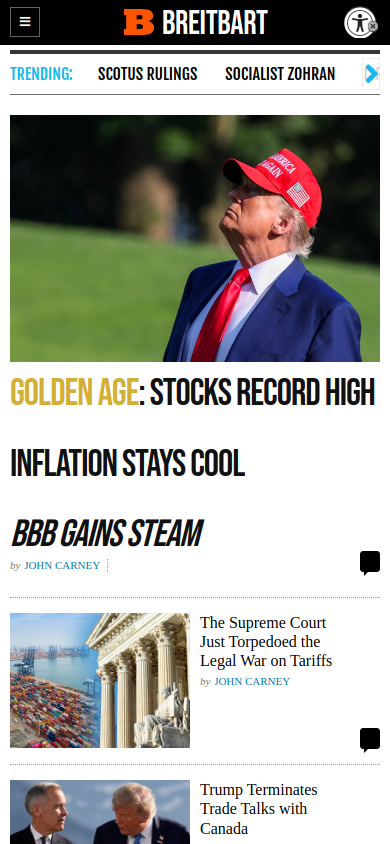 BREITBART
TRENDING:
SCOTUS RULINGS
SOCIALIST ZOHRAN
AMERICA
AGAIN
GOLDEN AGE: STOCKS RECORD HIGH
INFLATION STAYS COOL
BBB GAINS STEAM
by JOHN CARNEY
The Supreme Court
Just Torpedoed the
Legal War on Tariffs
by JOHN CARNEY
Trump Terminates
Trade Talks with
Canada